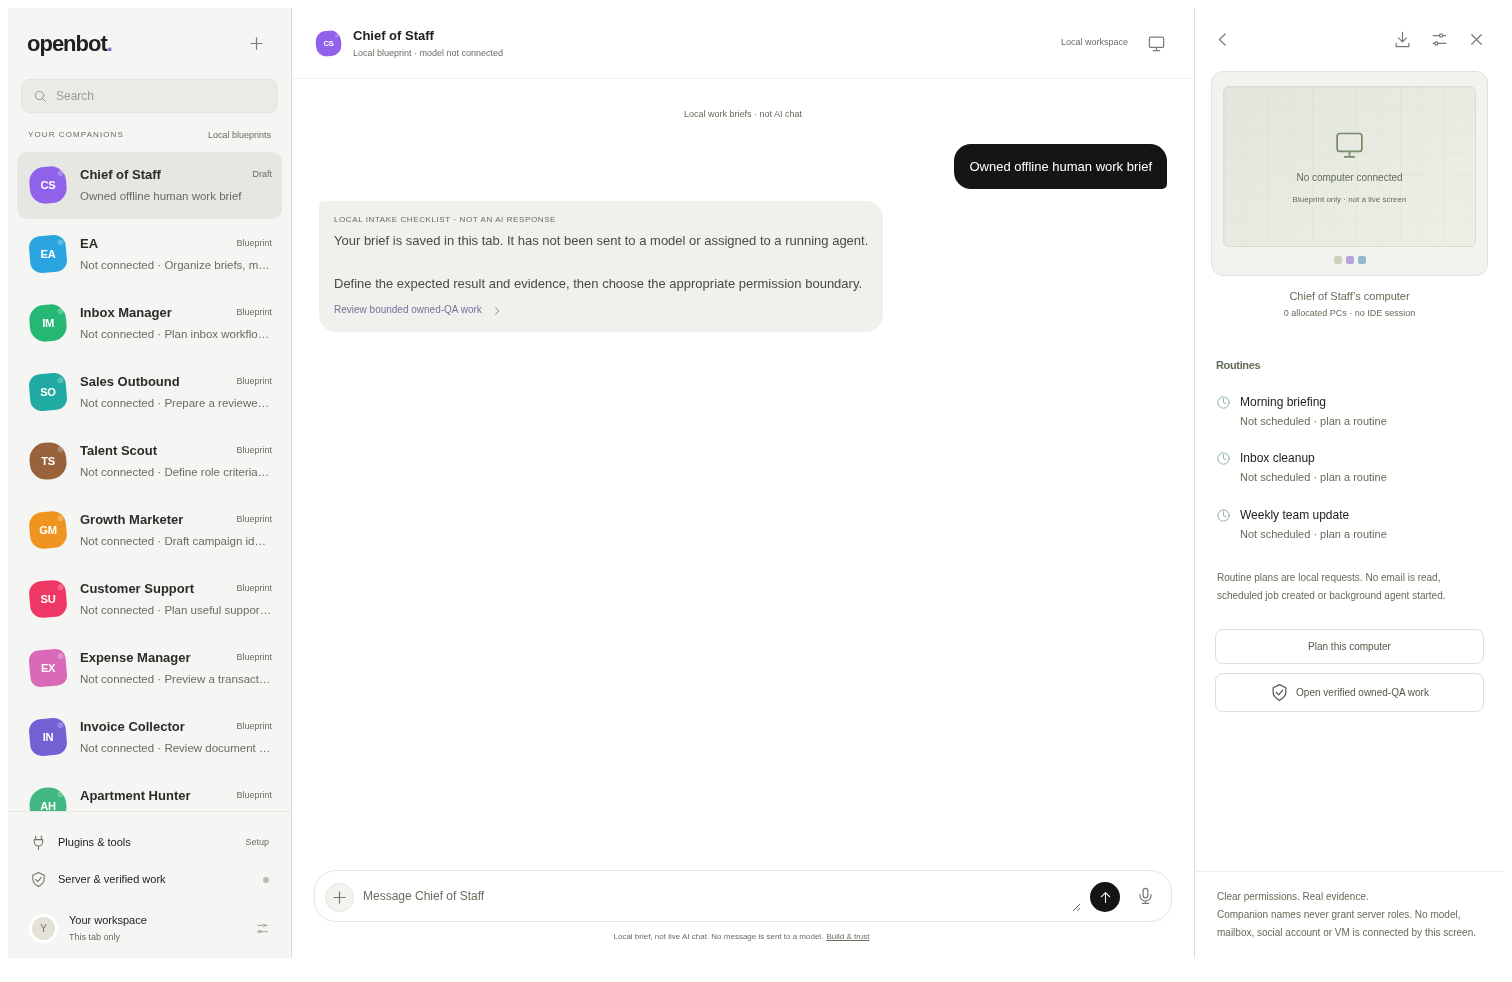 openbot.
Search
YOUR COMPANIONS
Local blueprints
CS
Chief of Staff
Draft
Owned offline human work brief
EA
EA
Blueprint
Not connected · Organize briefs, m…
IM
Inbox Manager
Blueprint
Not connected · Plan inbox workflo…
SO
Sales Outbound
Blueprint
Not connected · Prepare a reviewe…
TS
Talent Scout
Blueprint
Not connected · Define role criteria…
GM
Growth Marketer
Blueprint
Not connected · Draft campaign id…
SU
Customer Support
Blueprint
Not connected · Plan useful suppor…
EX
Expense Manager
Blueprint
Not connected · Preview a transact…
IN
Invoice Collector
Blueprint
Not connected · Review document …
AH
Apartment Hunter
Blueprint
Plugins & tools
Setup
Server & verified work
Y
Your workspace
This tab only
CS
Chief of Staff
Local blueprint · model not connected
Local workspace
Local work briefs · not AI chat
Owned offline human work brief
LOCAL INTAKE CHECKLIST · NOT AN AI RESPONSE
Your brief is saved in this tab. It has not been sent to a model or assigned to a running agent.
Define the expected result and evidence, then choose the appropriate permission boundary.
Review bounded owned-QA work
Message Chief of Staff
Local brief, not live AI chat. No message is sent to a model. Build & trust
No computer connected
Blueprint only · not a live screen
Chief of Staff's computer
0 allocated PCs · no IDE session
Routines
Morning briefing
Not scheduled · plan a routine
Inbox cleanup
Not scheduled · plan a routine
Weekly team update
Not scheduled · plan a routine
Routine plans are local requests. No email is read,
scheduled job created or background agent started.
Plan this computer
Open verified owned-QA work
Clear permissions. Real evidence.
Companion names never grant server roles. No model,
mailbox, social account or VM is connected by this screen.